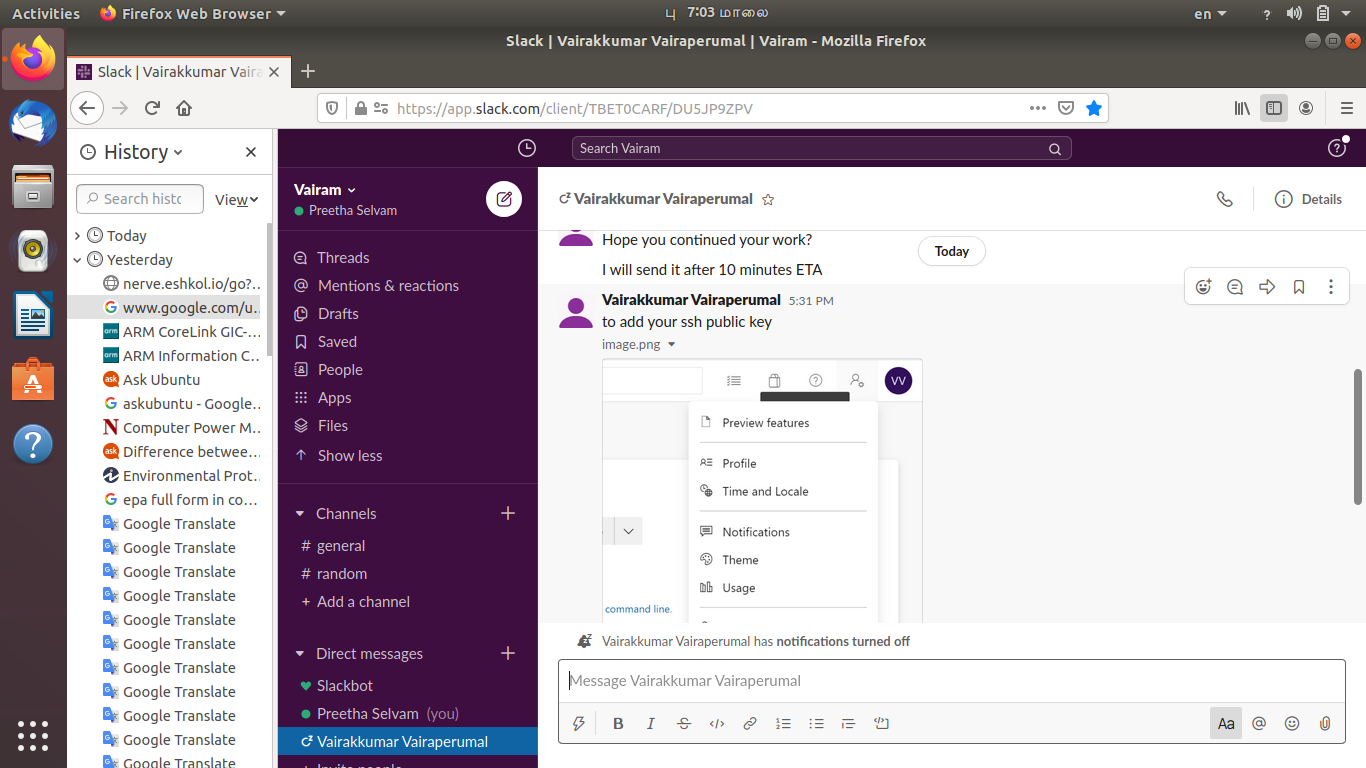 Activities
Firefox Web Browser
பு 7:03 மாலை
en
Slack | Vairakkumar Vairaperumal | Vairam - Mozilla Firefox
Slack | Vairakkumar Vaira
https://app.slack.com/client/TBET0CARF/DU5JP9ZPV
History
Search histo
View
Today
Yesterday
nerve.eshkol.io/go?...
www.google.com/u...
ARM CoreLink GIC-...
ARM Information C...
Ask Ubuntu
askubuntu - Google...
Computer Power M...
Difference betwee...
Environmental Prot...
epa full form in co...
Google Translate
Google Translate
Google Translate
Google Translate
Google Translate
Google Translate
Google Translate
Google Translate
Google Translate
Google Translate
Google Translate
Search Vairam
Vairam
Preetha Selvam
Threads
Mentions & reactions
Drafts
Saved
People
Apps
Files
Show less
Channels
# general
# random
+ Add a channel
Direct messages
Slackbot
Preetha Selvam (you)
Vairakkumar Vairaperumal
Invite people
Vairakkumar Vairaperumal
Details
Hope you continued your work?
Today
I will send it after 10 minutes ETA
Vairakkumar Vairaperumal 5:31 PM
to add your ssh public key
image.png
VV
Preview features
Profile
Time and Locale
Notifications
Theme
Usage
command line.
Vairakkumar Vairaperumal has notifications turned off
Message Vairakkumar Vairaperumal
B I S
Aa @